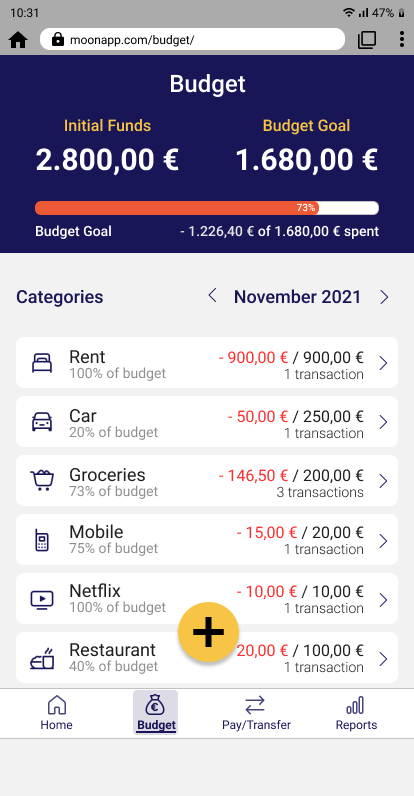 10:31 47%
moonapp.com/budget/
Budget
Initial Funds Budget Goal
2.800,00 € 1.680,00 €
73%
Budget Goal - 1.226,40 € of 1.680,00 € spent
Categories November 2021
Rent - 900,00 € / 900,00 €
100% of budget 1 transaction
Car - 50,00 € / 250,00 €
20% of budget 1 transaction
Groceries - 146,50 € / 200,00 €
73% of budget 3 transactions
Mobile - 15,00 € / 20,00 €
75% of budget 1 transaction
Netflix - 10,00 € / 10,00 €
100% of budget 1 transaction
Restaurant 20,00 € / 100,00 €
40% of budget 1 transaction
Home Budget Pay/Transfer Reports